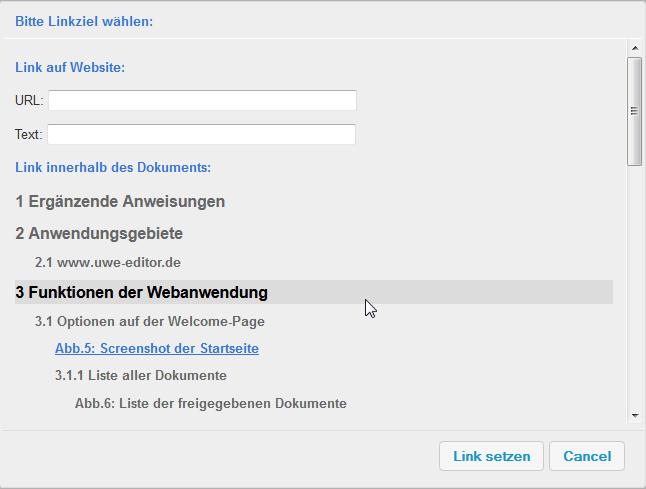 Bitte Linkziel wählen:
Link auf Website:
URL:
Text:
Link innerhalb des Dokuments:
1 Ergänzende Anweisungen
2 Anwendungsgebiete
2.1 www.uwe-editor.de
3 Funktionen der Webanwendung
3.1 Optionen auf der Welcome-Page
Abb.5: Screenshot der Startseite
3.1.1 Liste aller Dokumente
Abb.6: Liste der freigegebenen Dokumente
Link setzen Cancel